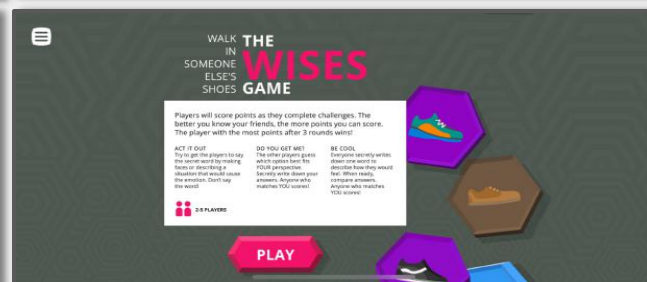 WALK
IN
SOMEONE
ELSE'S
SHOES
THE
WISES
GAME
Players will score points as they complete challenges. The
better you know your friends, the more points you can score.
The player with the most points after 3 rounds wins!
ACT IT OUT
Try to get the players to say
the secret word by making
faces or describing a
situation that would cause
the emotion. Don't say
the word!
DO YOU GET ME?
The other players guess
which option best fits
YOUR perspective.
Secretly write down your
answers. Anyone who
matches YOU scores!
BE COOL
Everyone secretly writes
down one word to
describe how they would
feel. When ready,
compare answers.
Anyone who matches
YOU scores!
2-5 PLAYERS
PLAY